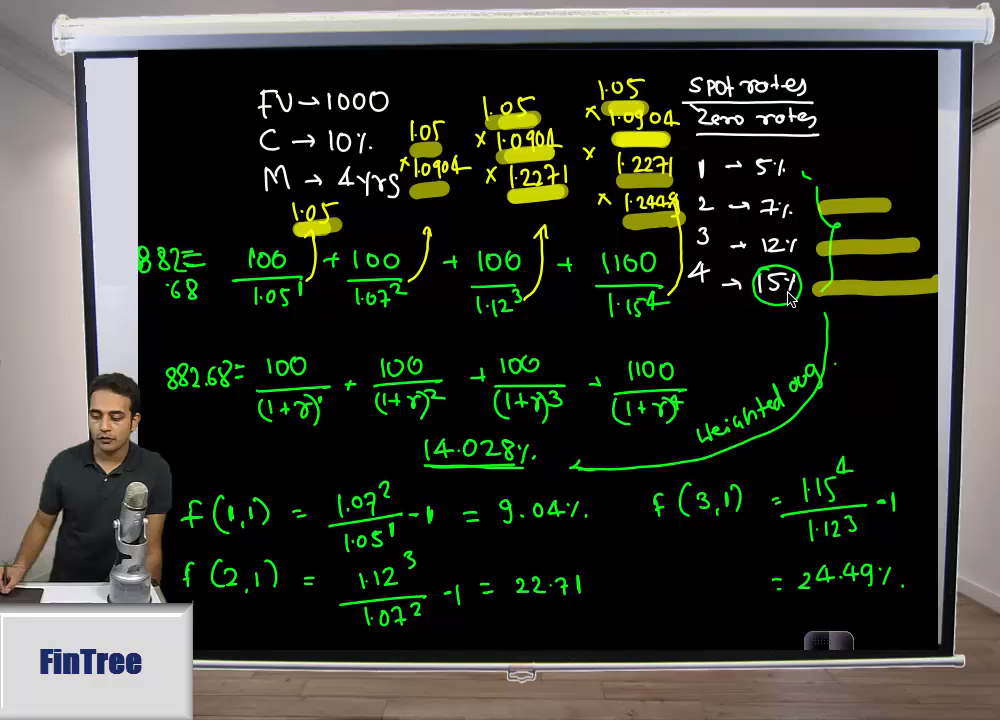 FV → 1000
C → 10%
M → 4 yrs
1.05
1.05
×1.0904
1.05
×1.0904
×1.2271
1.05
×1.0904
×1.2271
×1.2449
Spot rates
Zero rates
1 → 5%
2 → 7%
3 → 12%
4 → 15%
882.68 = 100/1.05¹ + 100/1.07² + 100/1.12³ + 1100/1.15⁴
882.68 = 100/(1+r)¹ + 100/(1+r)² + 100/(1+r)³ + 1100/(1+r)⁴
14.028%.
Weighted avg.
f(1,1) = 1.07²/1.05¹ - 1 = 9.04%.
f(2,1) = 1.12³/1.07² - 1 = 22.71
f(3,1) = 1.15⁴/1.12³ - 1
= 24.49%.
FinTree